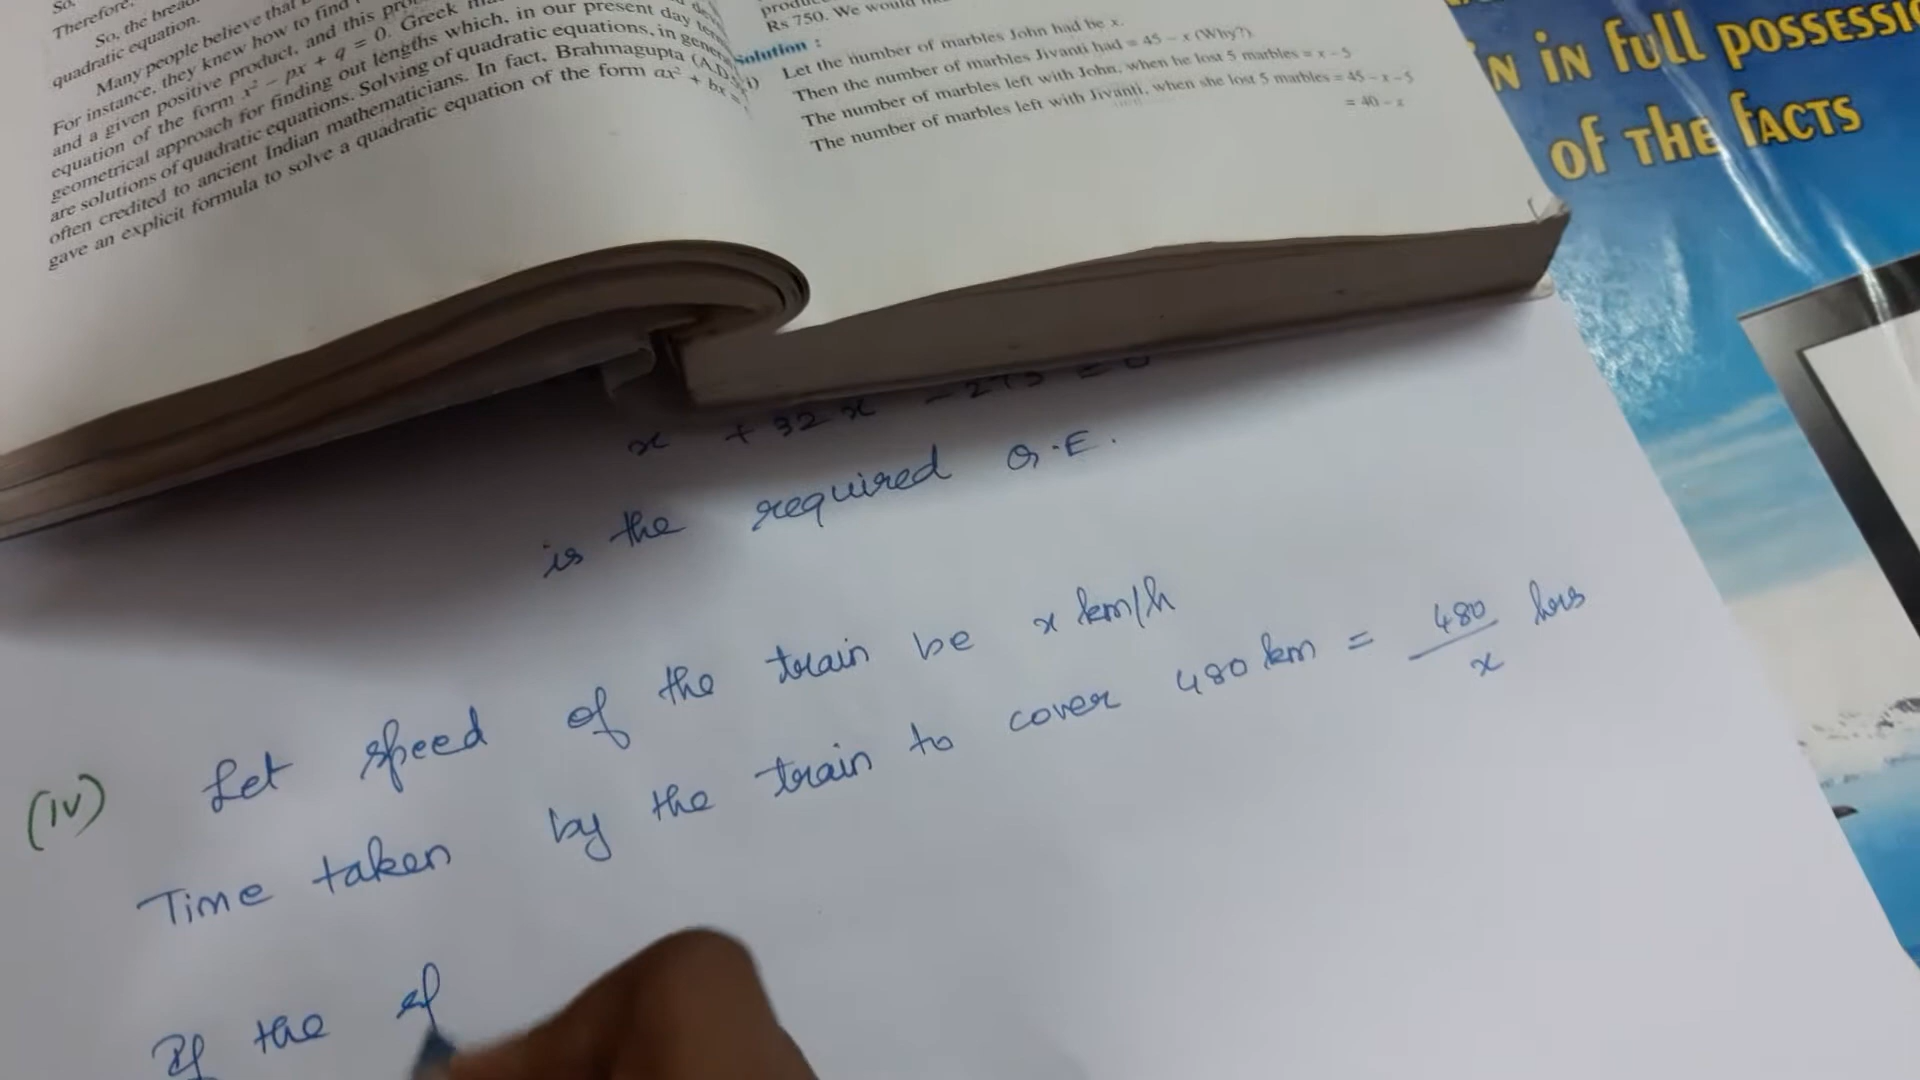 So,
Therefore,
So, the brea
quadratic equation.
Many people believe that
For instance, they knew how to find
and a given positive product, and this pro
equation of the form x² – px + q = 0. Greek
geometrical approach for finding out lengths which, in our present day
are solutions of quadratic equations. Solving of quadratic equations, in gener
often credited to ancient Indian mathematicians. In fact, Brahmagupta (A.D.
gave an explicit formula to solve a quadratic equation of the form ax² + bx =
produ
Rs 750. We would
Solution :
Let the number of marbles John had be x.
Then the number of marbles Jivanti had = 45 – x (Why?)
The number of marbles left with John, when he lost 5 marbles = x – 5
The number of marbles left with Jivanti, when she lost 5 marbles = 45 – x – 5
= 40 – x
N IN full POSSESSI
of THE fACTS
x + 32x – 273 = 0
is the required Q.E.
(iv) Let speed of the train be x km/h
Time taken by the train to cover 480 km = 480/x hrs
If the sp